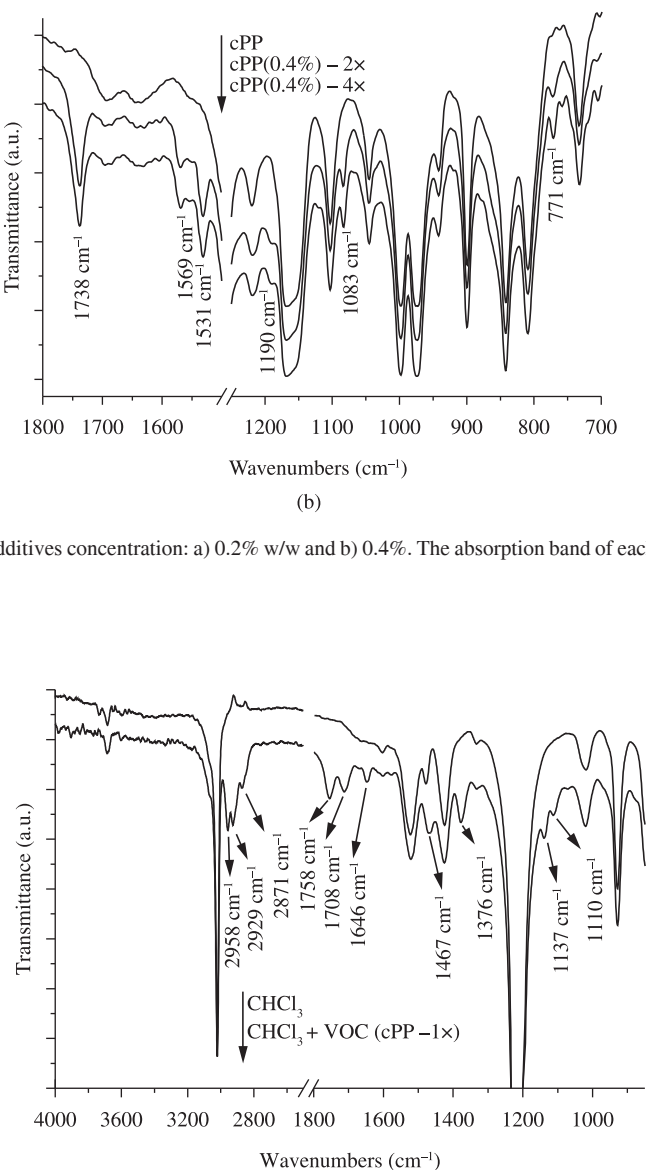 cPP
cPP(0.4%) – 2×
cPP(0.4%) – 4×
Transmittance (a.u.)
1738 cm⁻¹
1569 cm⁻¹
1531 cm⁻¹
1190 cm⁻¹
1083 cm⁻¹
771 cm⁻¹
1800 1700 1600 1200 1100 1000 900 800 700
Wavenumbers (cm⁻¹)
(b)
dditives concentration: a) 0.2% w/w and b) 0.4%. The absorption band of eac
Transmittance (a.u.)
2958 cm⁻¹
2929 cm⁻¹
2871 cm⁻¹
1758 cm⁻¹
1708 cm⁻¹
1646 cm⁻¹
1467 cm⁻¹
1376 cm⁻¹
1137 cm⁻¹
1110 cm⁻¹
CHCl₃
CHCl₃ + VOC (cPP –1×)
4000 3600 3200 2800 1800 1600 1400 1200 1000
Wavenumbers (cm⁻¹)